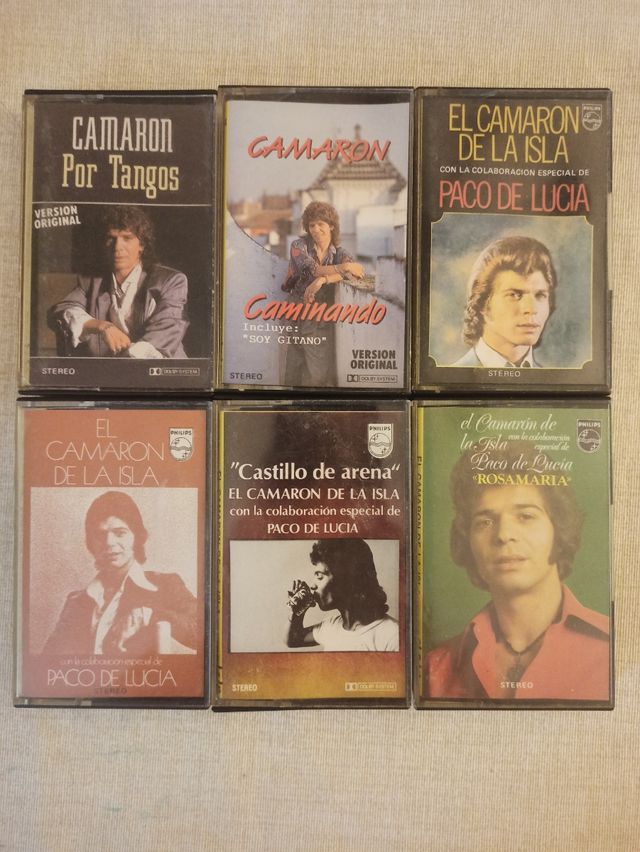 CAMARON
Por Tangos
VERSION
ORIGINAL
STEREO
DOLBY SYSTEM
CAMARON
Caminando
Incluye:
"SOY GITANO"
VERSION
ORIGINAL
STEREO
DOLBY SYSTEM
PHILIPS
EL CAMARON
DE LA ISLA
CON LA COLABORACION ESPECIAL DE
PACO DE LUCIA
STEREO
PHILIPS
EL
CAMARON
DE LA ISLA
con la colaboración especial de
PACO DE LUCIA
STEREO
PHILIPS
"Castillo de arena"
EL CAMARON DE LA ISLA
con la colaboración especial de
PACO DE LUCIA
STEREO
DOLBY SYSTEM
PHILIPS
el Camarón de
la Isla con la colaboración
especial de
Paco de Lucía
«ROSAMARIA»
STEREO